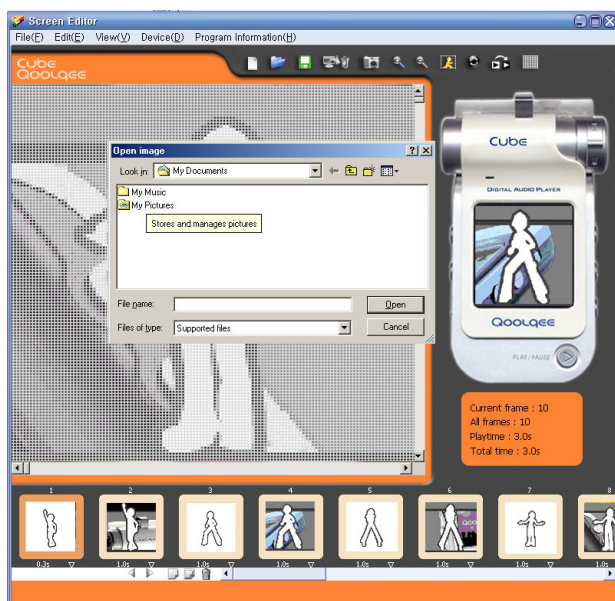 Screen Editor
File(F) Edit(E) View(V) Device(D) Program Information(H)
Cube
QOOLQEE
Open image
Look in: My Documents
My Music
My Pictures
Stores and manages pictures
File name: Open
Files of type: Supported files Cancel
Cube
DIGITAL AUDIO PLAYER
QOOLQEE
PLAY/PAUSE
Current frame : 10
All frames : 10
Playtime : 3.0s
Total time : 3.0s
1 2 3 4 5 6 7 8
0.3s 1.0s 1.0s 1.0s 1.0s 1.0s 1.0s 1.0s